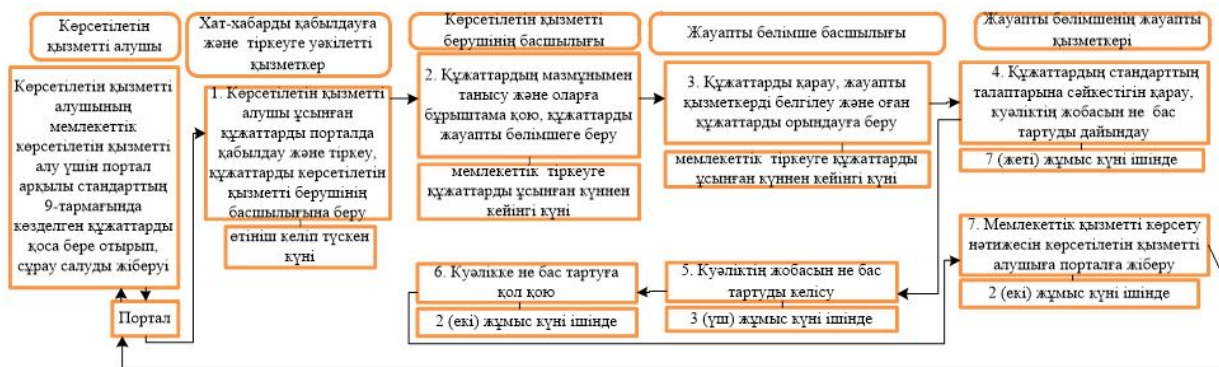 Көрсетілетін
қызметті алушы
Хат-хабарды қабылдауға
және тіркеуге уәкілетті
қызметкер
Көрсетілетін қызметті
берушінің басшылығы
Жауапты бөлімше басшылығы
Жауапты бөлімшенің жауапты
қызметкері
Көрсетілетін қызметті
алушының
мемлекеттік
көрсетілетін қызметті
алу үшін портал
арқылы стандарттың
9-тармағында
көзделген құжаттарды
қоса бере отырып,
сұрау салуды жіберуі
Портал
1. Көрсетілетін қызметті
алушы ұсынған
құжаттарды порталда
қабылдау және тіркеу,
құжаттарды көрсетілетін
қызметті берушінің
басшылығына беру
өтініш келіп түскен
күні
2. Құжаттардың мазмұнымен
танысу және оларға
бұрыштама қою, құжаттарды
жауапты бөлімшеге беру
мемлекеттік тіркеуге
құжаттарды ұсынған күннен
кейінгі күні
3. Құжаттарды қарау, жауапты
қызметкерді белгілеу және оған
құжаттарды орындауға беру
мемлекеттік тіркеуге құжаттарды
ұсынған күннен кейінгі күні
4. Құжаттардың стандарттың
талаптарына сәйкестігін қарау,
куәліктің жобасын не бас
тартуды дайындау
7 (жеті) жұмыс күні ішінде
5. Куәліктің жобасын не бас
тартуды келісу
3 (үш) жұмыс күні ішінде
6. Куәлікке не бас тартуға
қол қою
2 (екі) жұмыс күні ішінде
7. Мемлекеттік қызметті көрсету
нәтижесін көрсетілетін қызметті
алушыға порталға жіберу
2 (екі) жұмыс күні ішінде